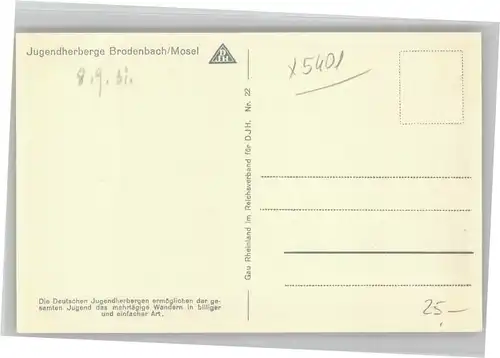 Jugendherberge Brodenbach/Mosel
8.9.31.
x5401
Gau Rheinland im Reichsverband für DJH. Nr. 22
Die Deutschen Jugendherbergen ermöglichen der ge-
samten Jugend das mehrtägige Wandern in billiger
und einfacher Art.
25,–